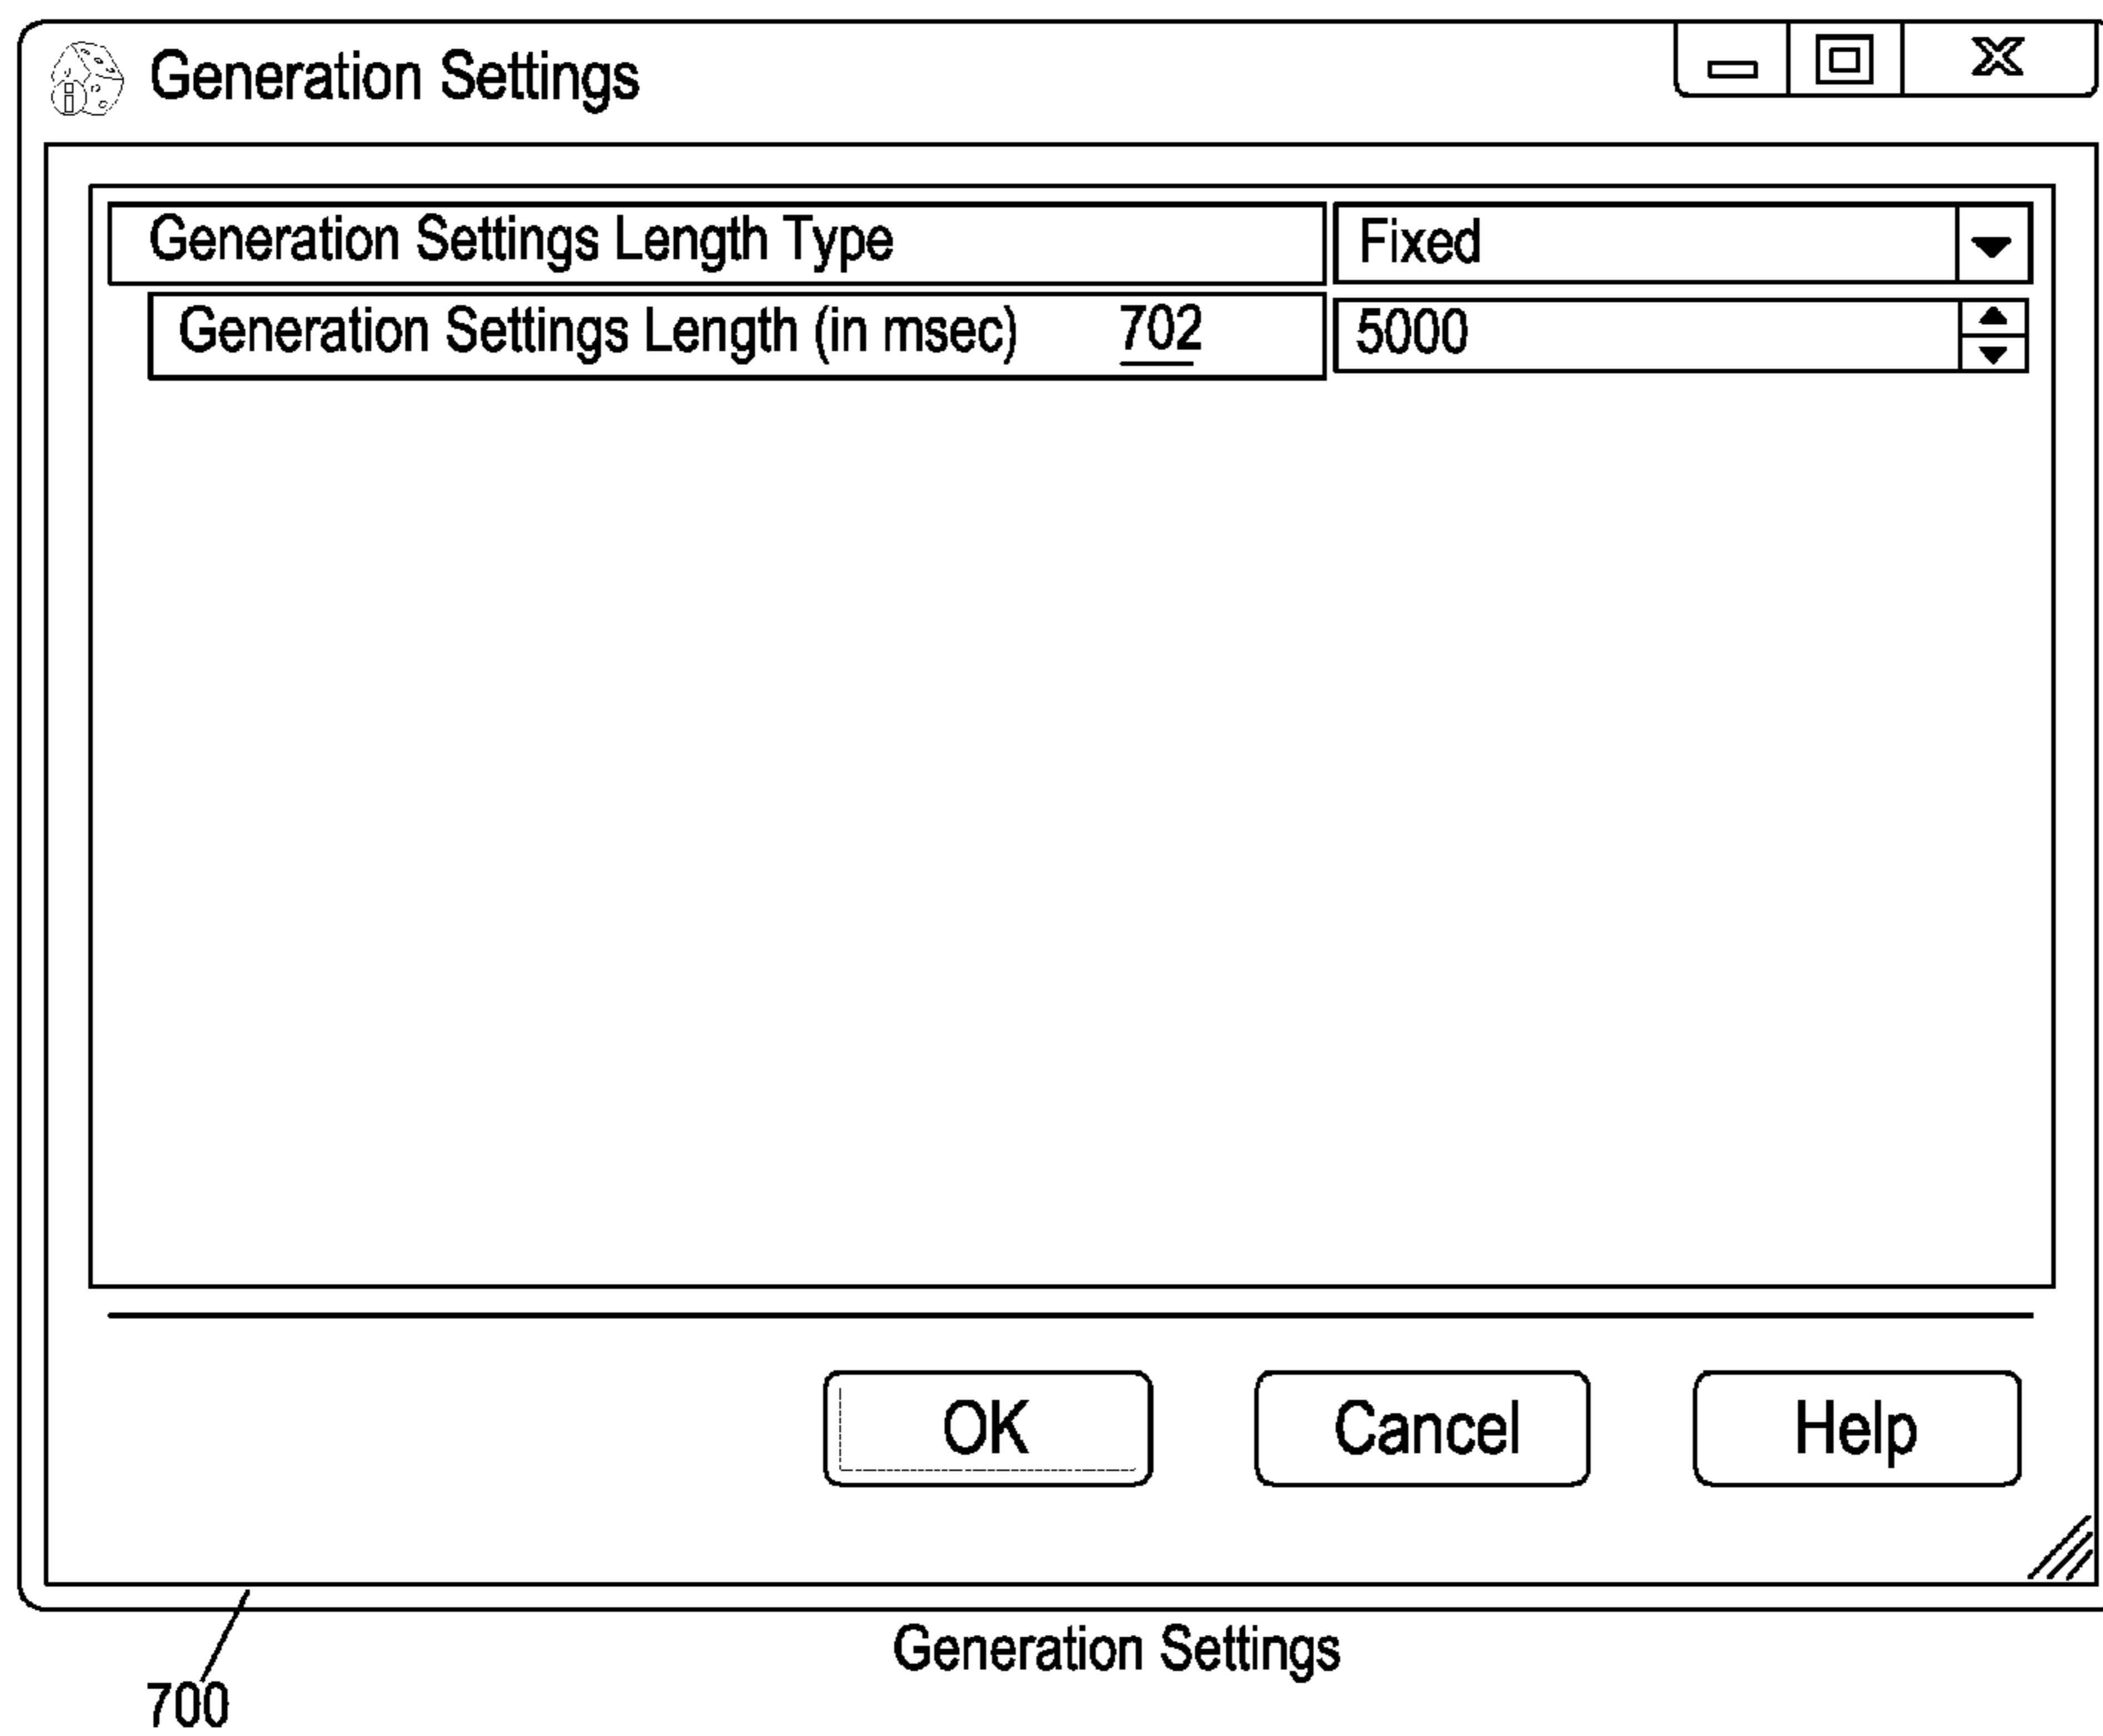 Generation Settings
Generation Settings Length Type Fixed
Generation Settings Length (in msec) 702 5000
OK Cancel Help
Generation Settings
700